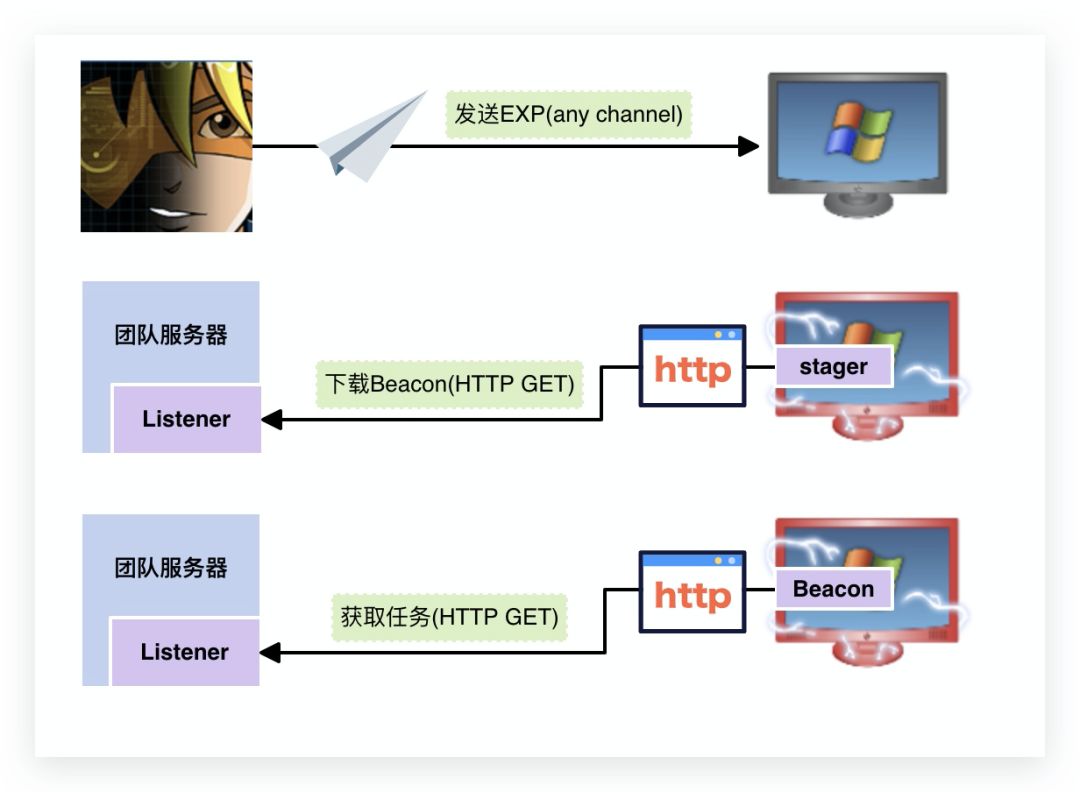 发送EXP(any channel)
团队服务器
Listener
下载Beacon(HTTP GET)
http
stager
团队服务器
Listener
获取任务(HTTP GET)
http
Beacon